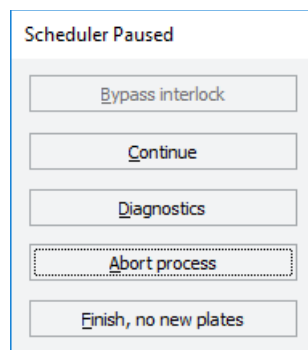 Scheduler Paused
Bypass interlock
Continue
Diagnostics
Abort process
Finish, no new plates